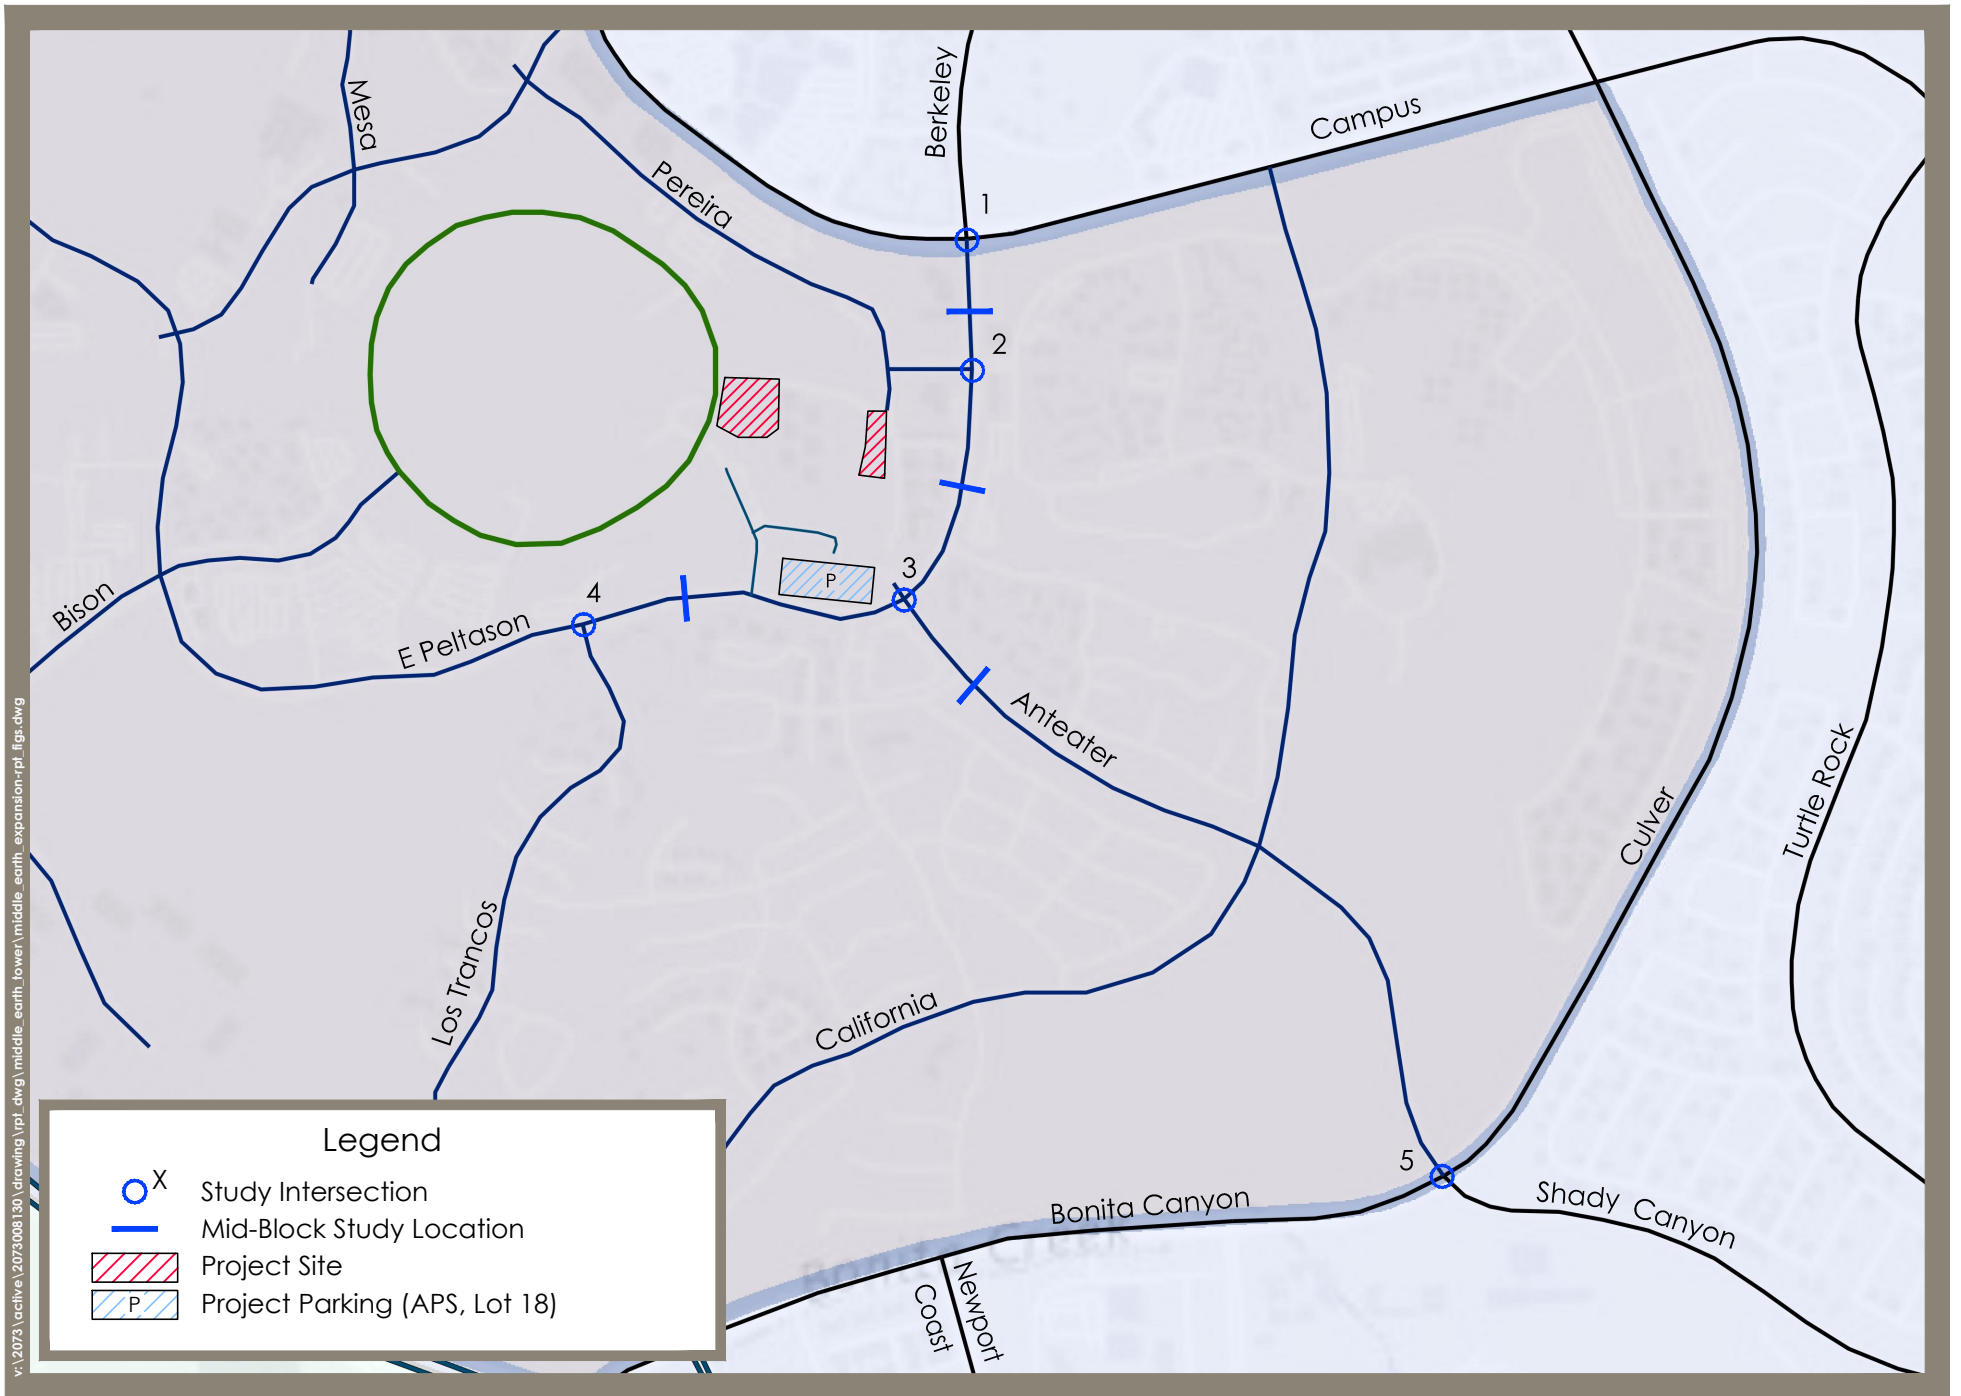 Mesa
Berkeley
Campus
Pereira
1
2
3
4
P
Bison
E Peltason
Anteater
Culver
Turtle Rock
Los Trancos
California
5
Bonita Canyon
Shady Canyon
Bonita Creek
Newport
Coast
Legend
X
Study Intersection
Mid-Block Study Location
Project Site
P
Project Parking (APS, Lot 18)
v:\2073\active\2073008130\drawing\rpt_dwg\middle_earth_tower\middle_earth_expansion-rpt_figs.dwg